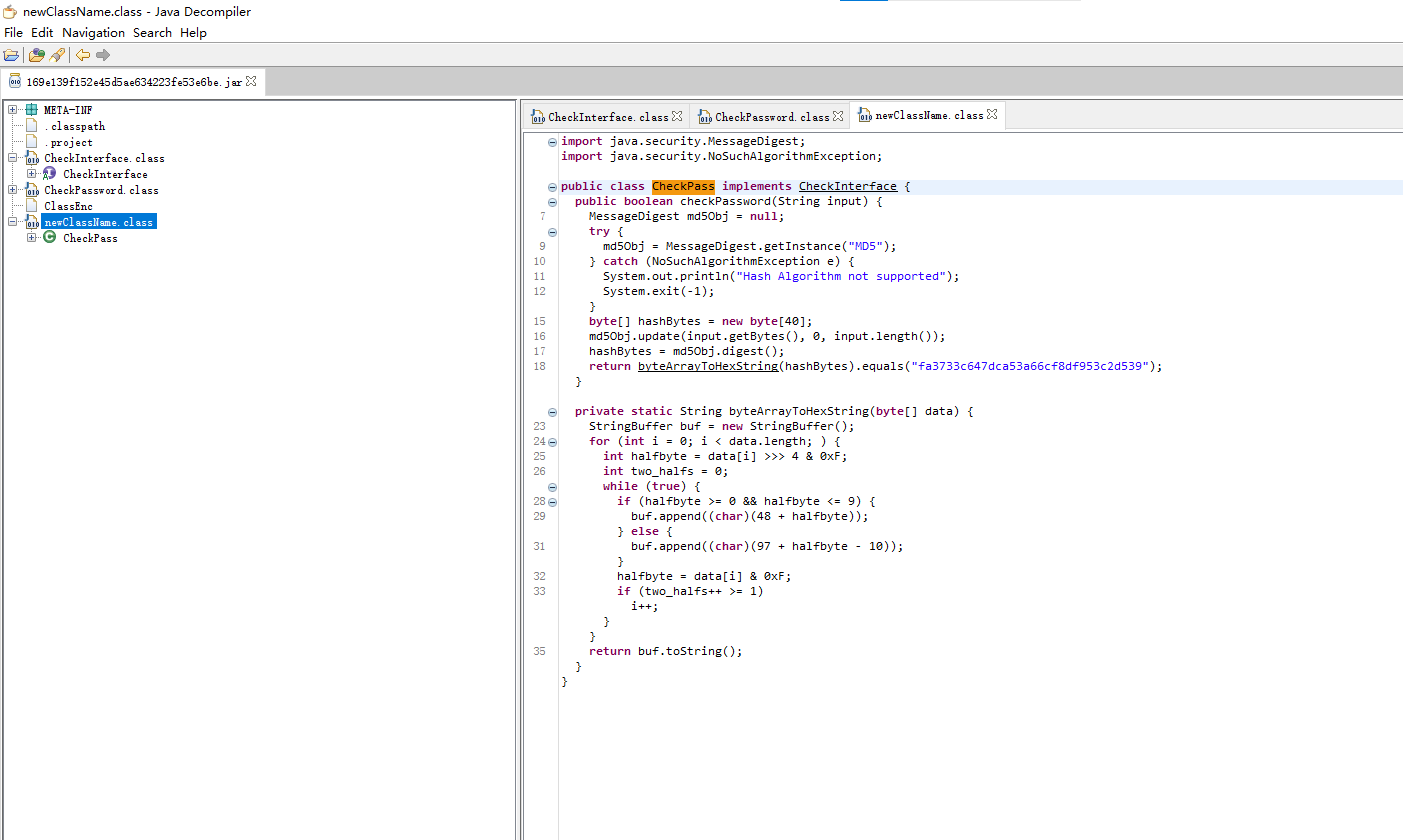 newClassName.class - Java Decompiler
File Edit Navigation Search Help
169e139f152e45d5ae634223fe53e6be.jar
META-INF
.classpath
.project
CheckInterface.class
CheckInterface
CheckPassword.class
ClassEnc
newClassName.class
CheckPass
CheckInterface.class CheckPassword.class newClassName.class
import java.security.MessageDigest;
import java.security.NoSuchAlgorithmException;
public class CheckPass implements CheckInterface {
public boolean checkPassword(String input) {
7 MessageDigest md5Obj = null;
try {
9 md5Obj = MessageDigest.getInstance("MD5");
10 } catch (NoSuchAlgorithmException e) {
11 System.out.println("Hash Algorithm not supported");
12 System.exit(-1);
}
15 byte[] hashBytes = new byte[40];
16 md5Obj.update(input.getBytes(), 0, input.length());
17 hashBytes = md5Obj.digest();
18 return byteArrayToHexString(hashBytes).equals("fa3733c647dca53a66cf8df953c2d539");
}
private static String byteArrayToHexString(byte[] data) {
23 StringBuffer buf = new StringBuffer();
24 for (int i = 0; i < data.length; ) {
25 int halfbyte = data[i] >>> 4 & 0xF;
26 int two_halfs = 0;
while (true) {
28 if (halfbyte >= 0 && halfbyte <= 9) {
29 buf.append((char)(48 + halfbyte));
} else {
31 buf.append((char)(97 + halfbyte - 10));
}
32 halfbyte = data[i] & 0xF;
33 if (two_halfs++ >= 1)
i++;
}
}
35 return buf.toString();
}
}